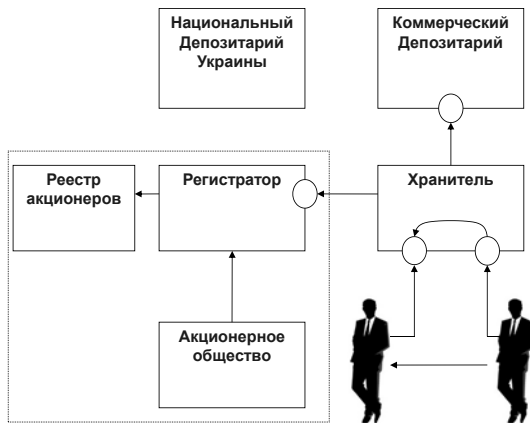 Национальный
Депозитарий
Украины
Коммерческий
Депозитарий
Реестр
акционеров
Регистратор
Хранитель
Акционерное
общество